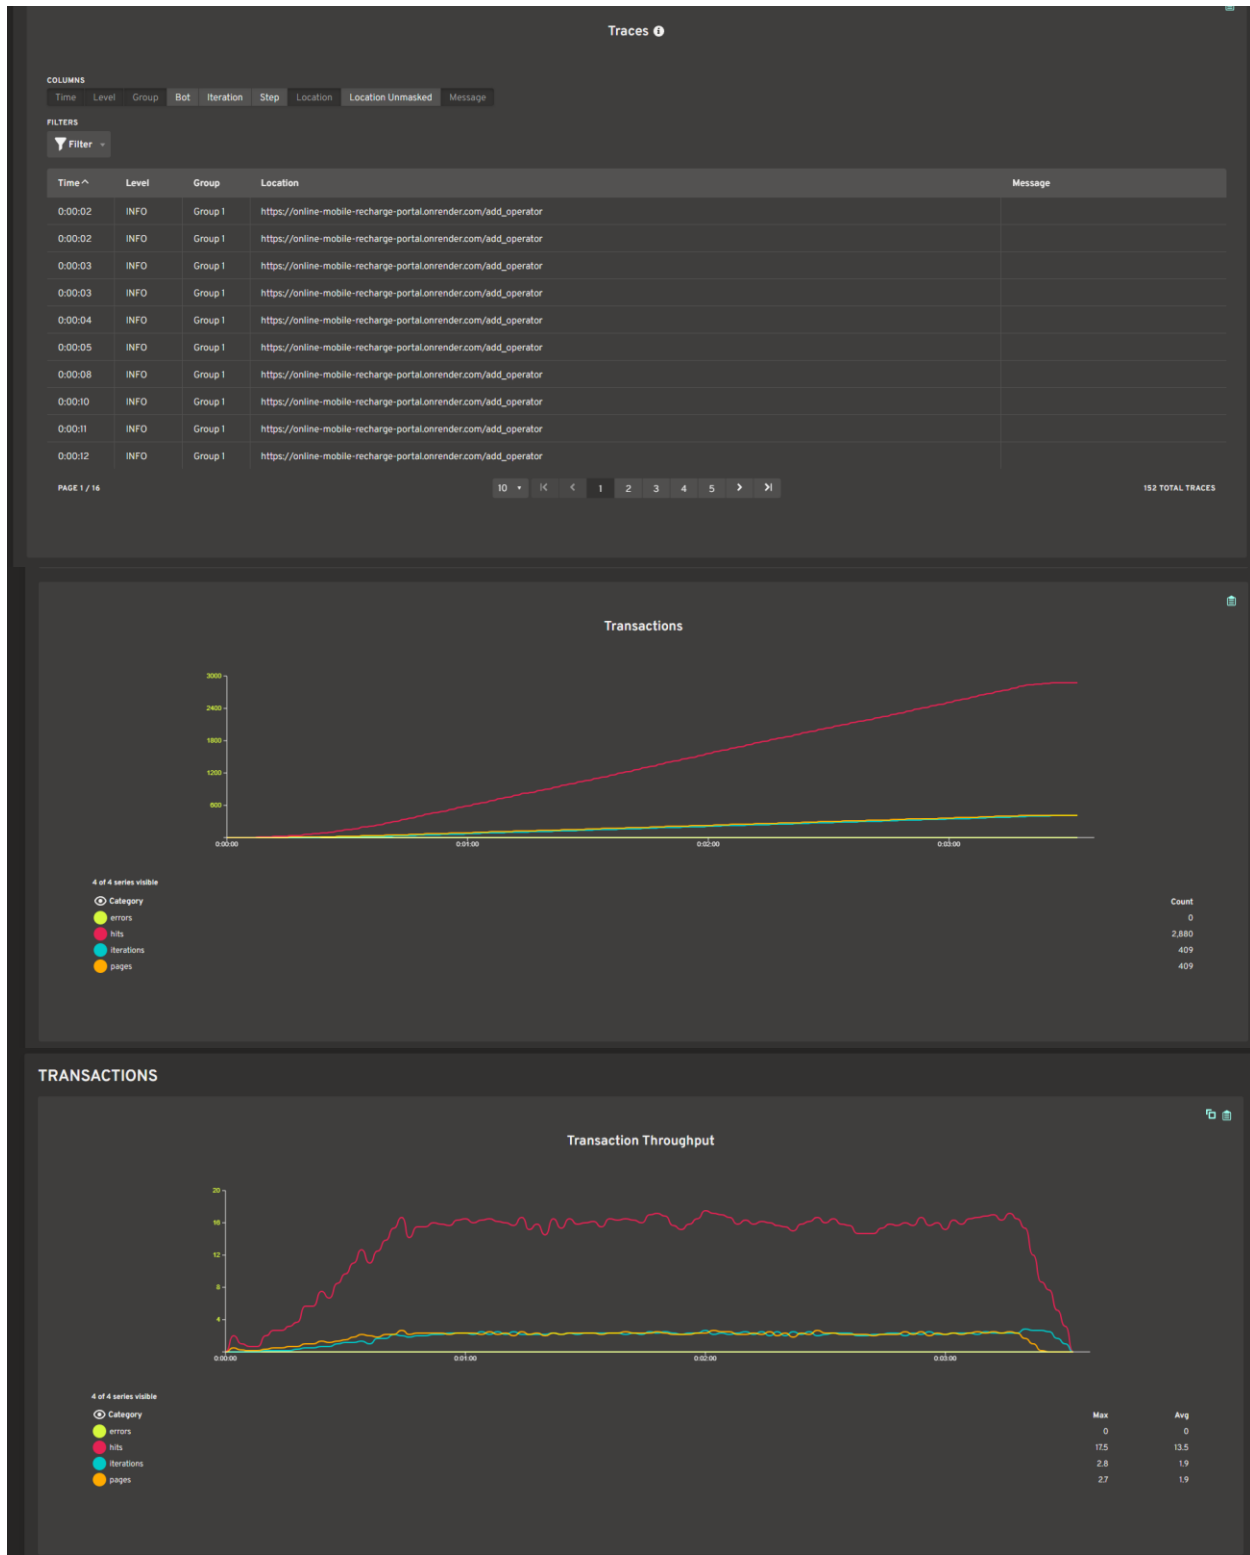 Traces
COLUMNS
Time Level Group Bot Iteration Step Location Location Unmasked Message
FILTERS
Filter
Time Level Group Location Message
0:00:02 INFO Group 1 https://online-mobile-recharge-portal.onrender.com/add_operator
0:00:02 INFO Group 1 https://online-mobile-recharge-portal.onrender.com/add_operator
0:00:03 INFO Group 1 https://online-mobile-recharge-portal.onrender.com/add_operator
0:00:03 INFO Group 1 https://online-mobile-recharge-portal.onrender.com/add_operator
0:00:04 INFO Group 1 https://online-mobile-recharge-portal.onrender.com/add_operator
0:00:05 INFO Group 1 https://online-mobile-recharge-portal.onrender.com/add_operator
0:00:08 INFO Group 1 https://online-mobile-recharge-portal.onrender.com/add_operator
0:00:10 INFO Group 1 https://online-mobile-recharge-portal.onrender.com/add_operator
0:00:11 INFO Group 1 https://online-mobile-recharge-portal.onrender.com/add_operator
0:00:12 INFO Group 1 https://online-mobile-recharge-portal.onrender.com/add_operator
PAGE 1 / 16 10 1 2 3 4 5 152 TOTAL TRACES
Transactions
3000
2400
1800
1200
600
0:00:00 0:01:00 0:02:00 0:03:00
4 of 4 series visible
Category Count
errors 0
hits 2,880
iterations 409
pages 409
TRANSACTIONS
Transaction Throughput
20
16
12
8
4
0:00:00 0:01:00 0:02:00 0:03:00
4 of 4 series visible
Category Max Avg
errors 0 0
hits 17.5 13.5
iterations 2.8 1.9
pages 2.7 1.9